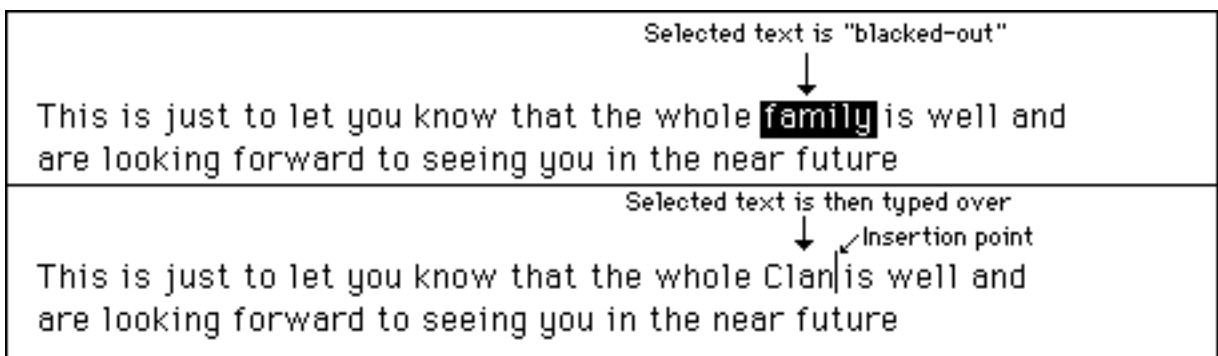 Selected text is "blacked-out"
This is just to let you know that the whole family is well and
are looking forward to seeing you in the near future
Selected text is then typed over
Insertion point
This is just to let you know that the whole Clan is well and
are looking forward to seeing you in the near future